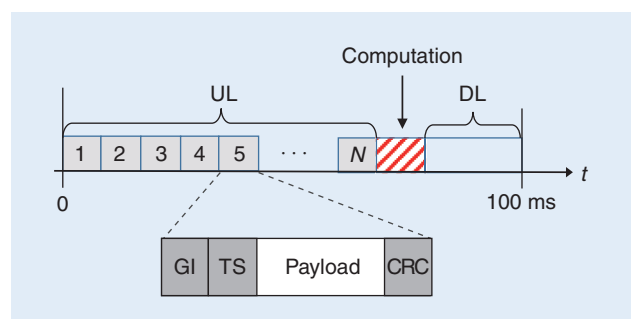 Computation
UL
DL
1 2 3 4 5 ··· N
t
0
100 ms
GI TS Payload CRC